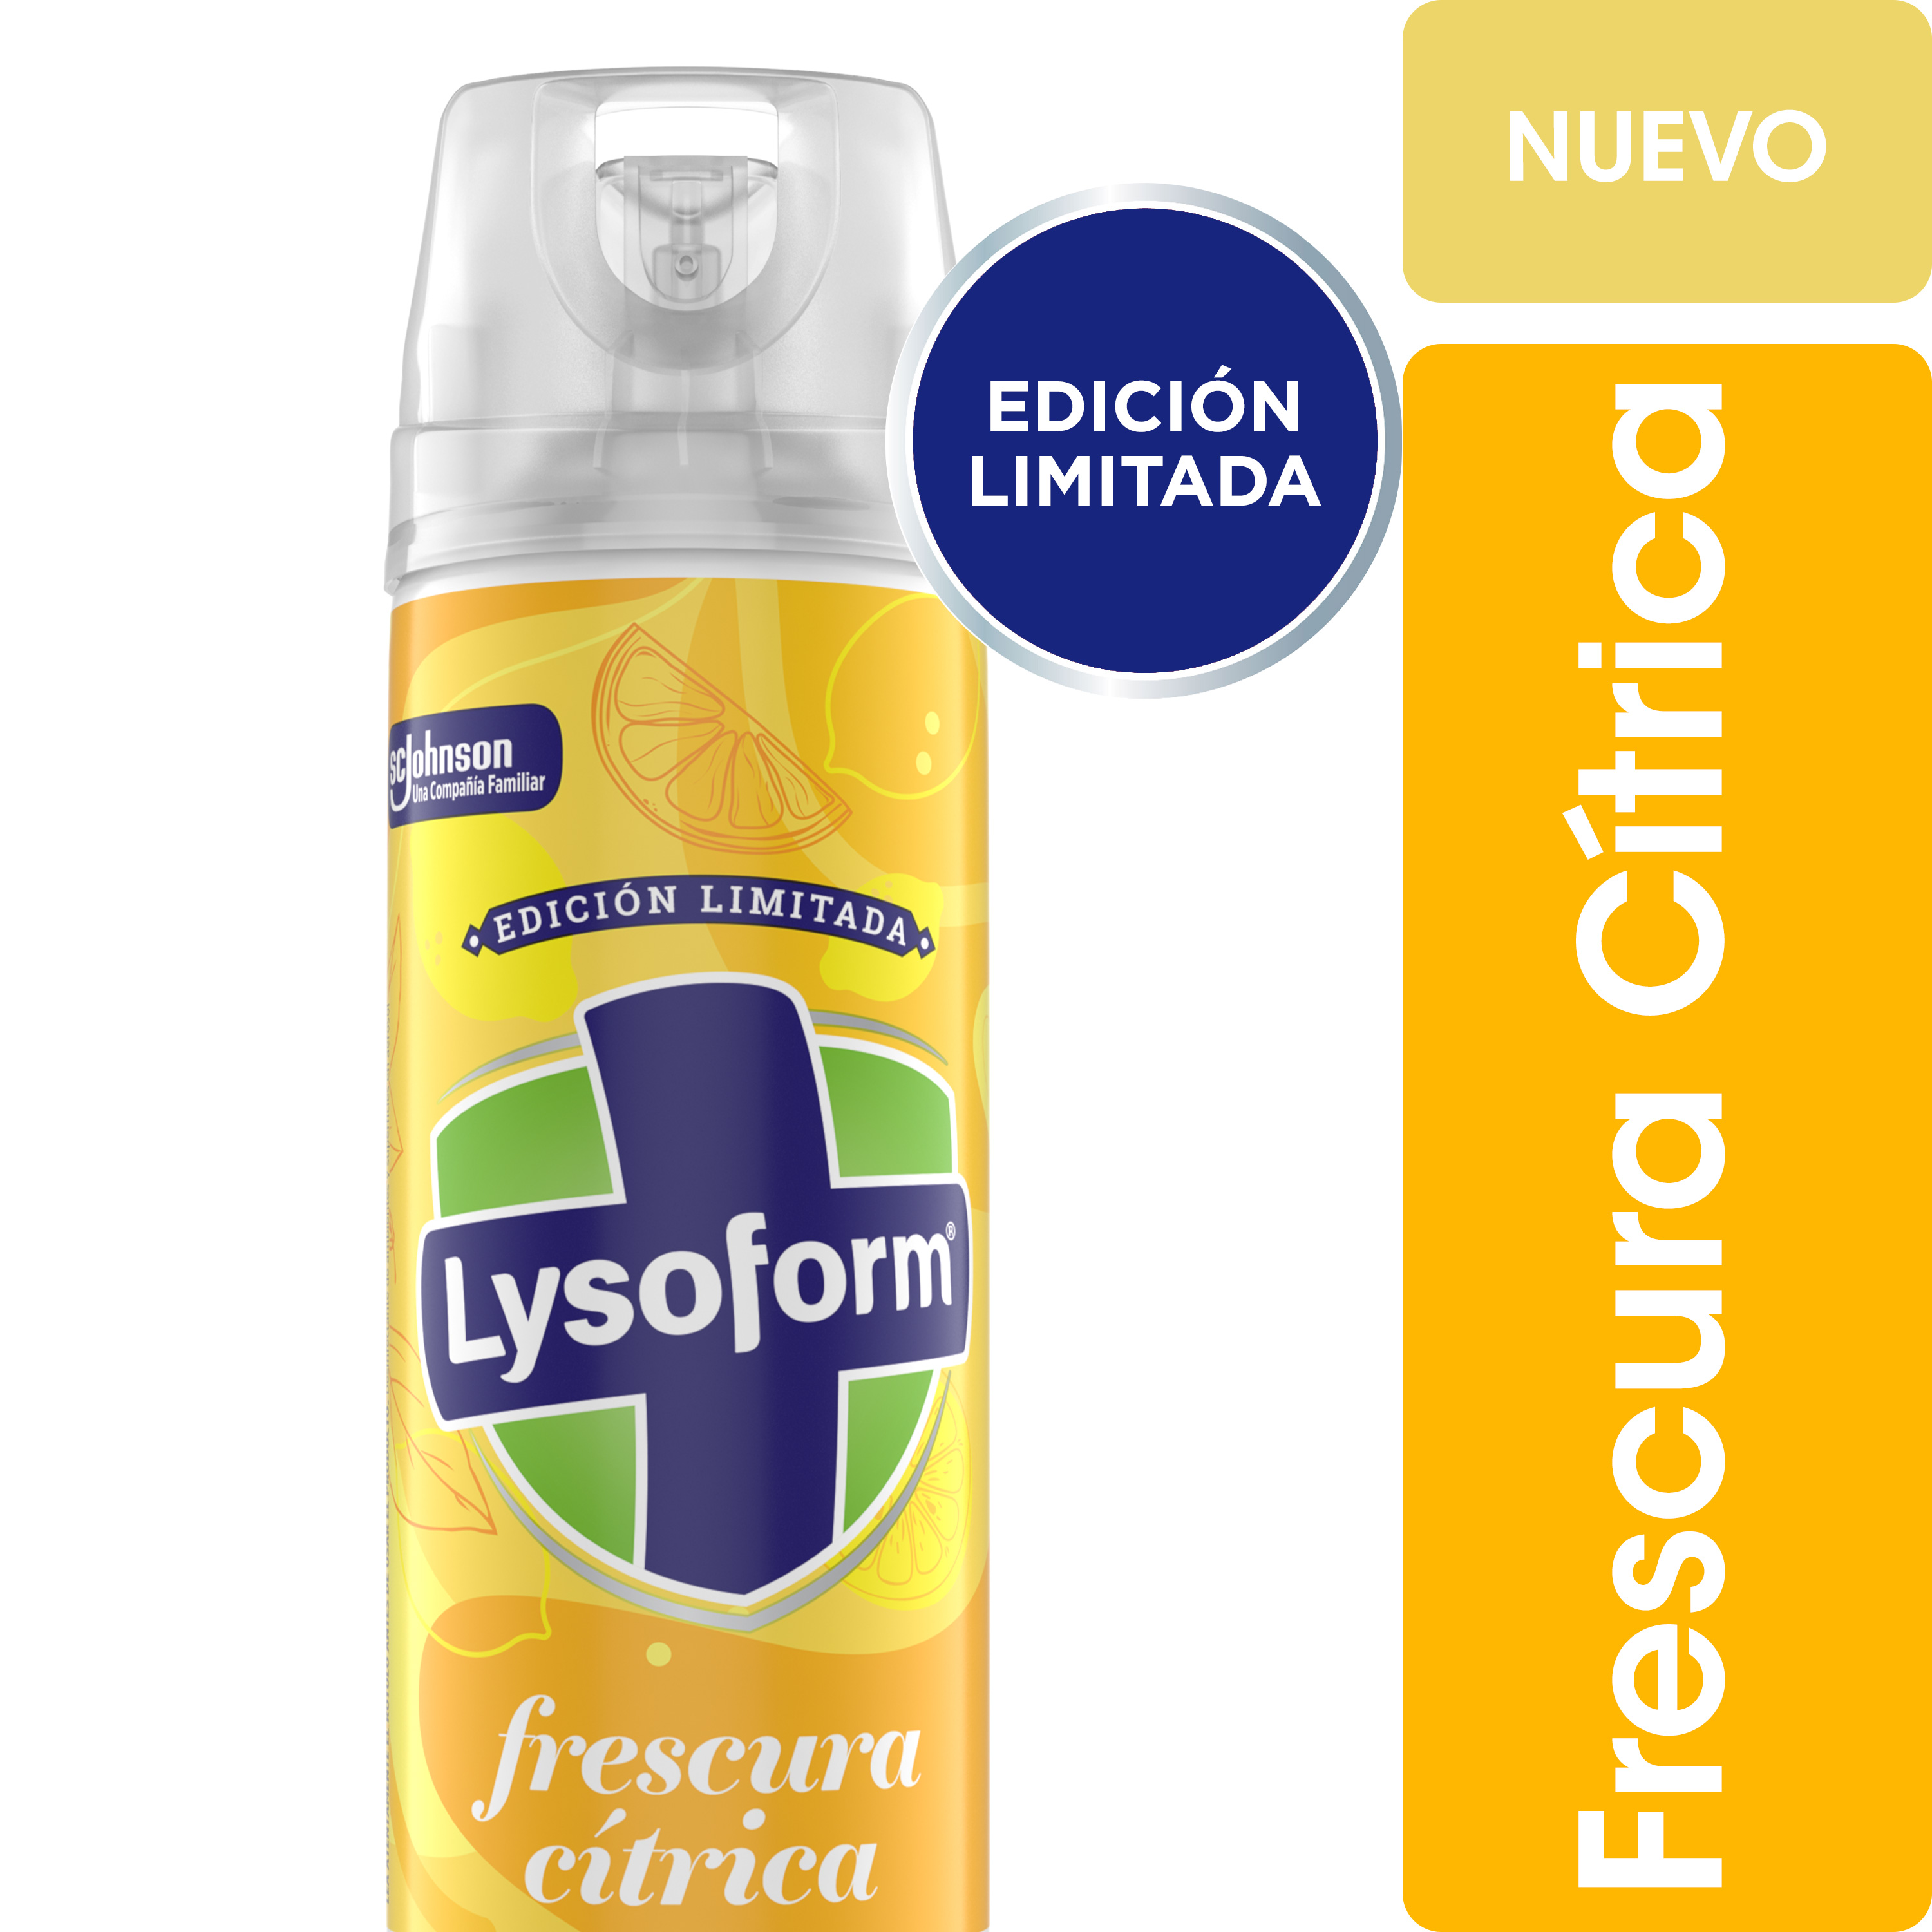 NUEVO
EDICIÓN
LIMITADA
Frescura Cítrica
SC Johnson
Una Compañía Familiar
EDICIÓN LIMITADA
Lysoform®
frescura
cítrica